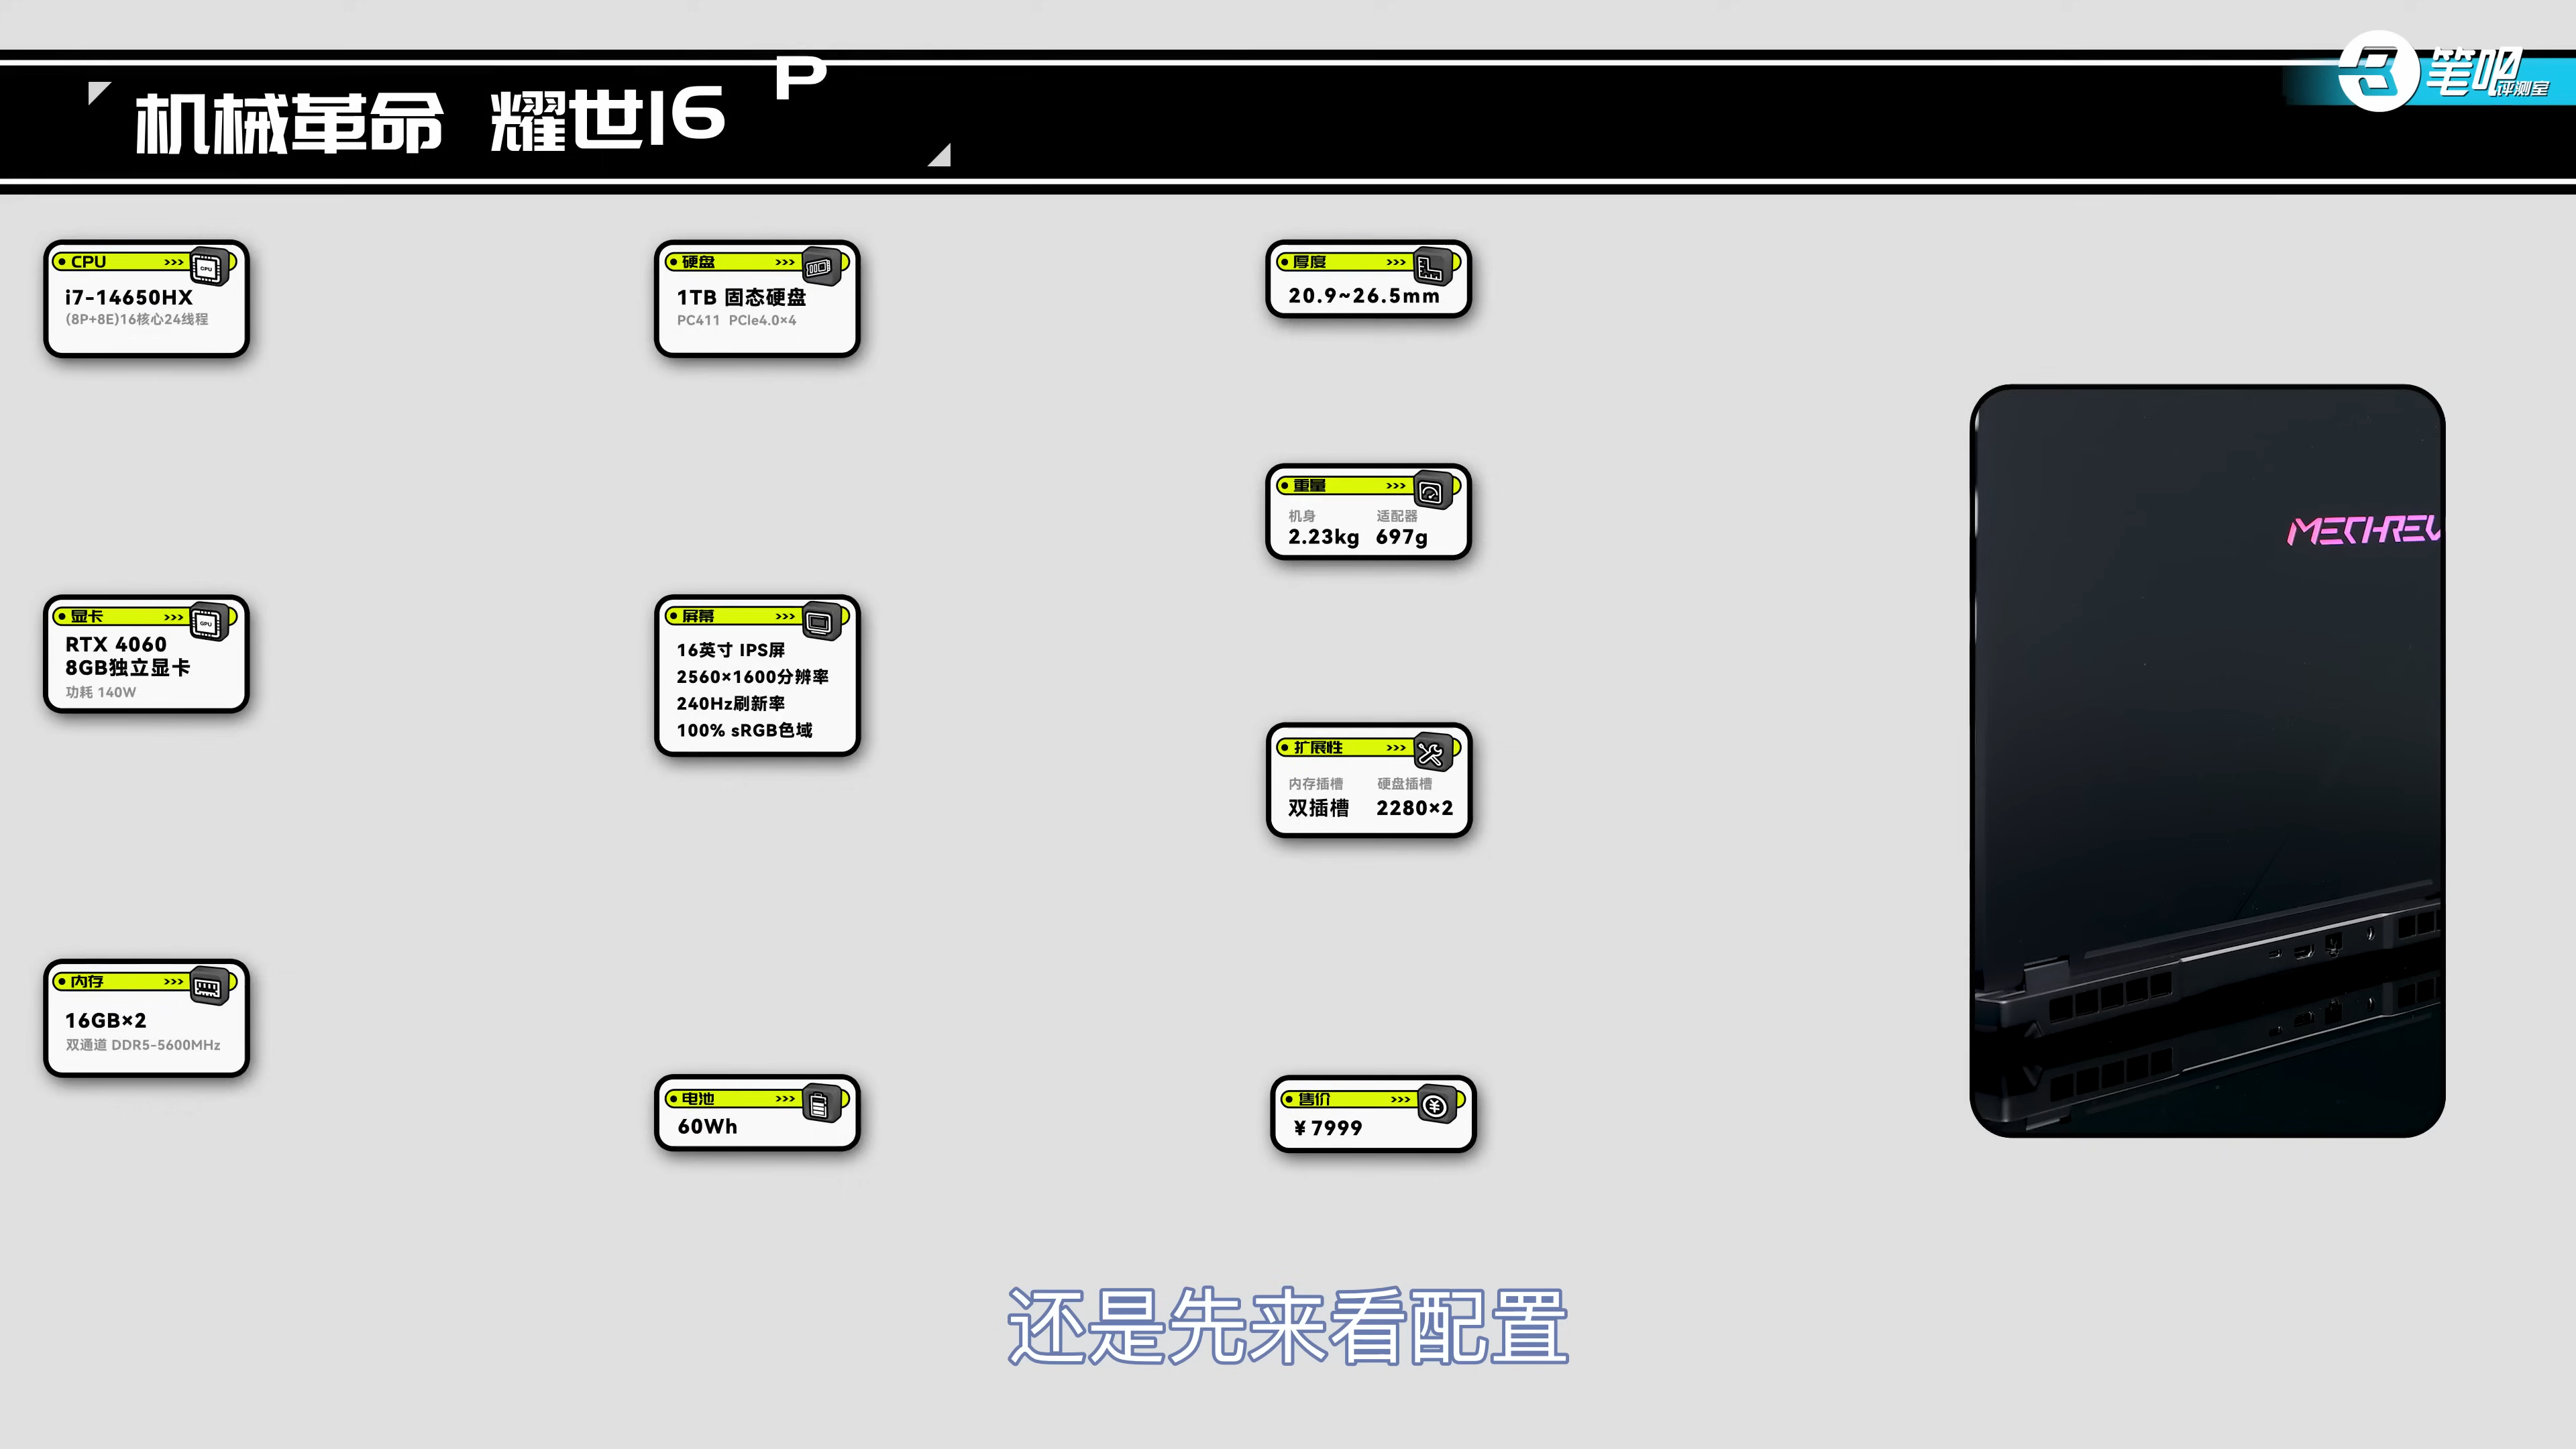 机械革命 耀世16 P
笔吧评测室
CPU >>>
CPU
i7-14650HX
(8P+8E)16核心24线程
显卡 >>>
GPU
RTX 4060
8GB独立显卡
功耗 140W
内存 >>>
16GB×2
双通道 DDR5-5600MHz
硬盘 >>>
1TB 固态硬盘
PC411 PCIe4.0×4
屏幕 >>>
16英寸 IPS屏
2560×1600分辨率
240Hz刷新率
100% sRGB色域
电池 >>>
60Wh
厚度 >>>
20.9~26.5mm
重量 >>>
机身 适配器
2.23kg 697g
扩展性 >>>
内存插槽 硬盘插槽
双插槽 2280×2
售价 >>>
¥7999
MECHREV
还是先来看配置